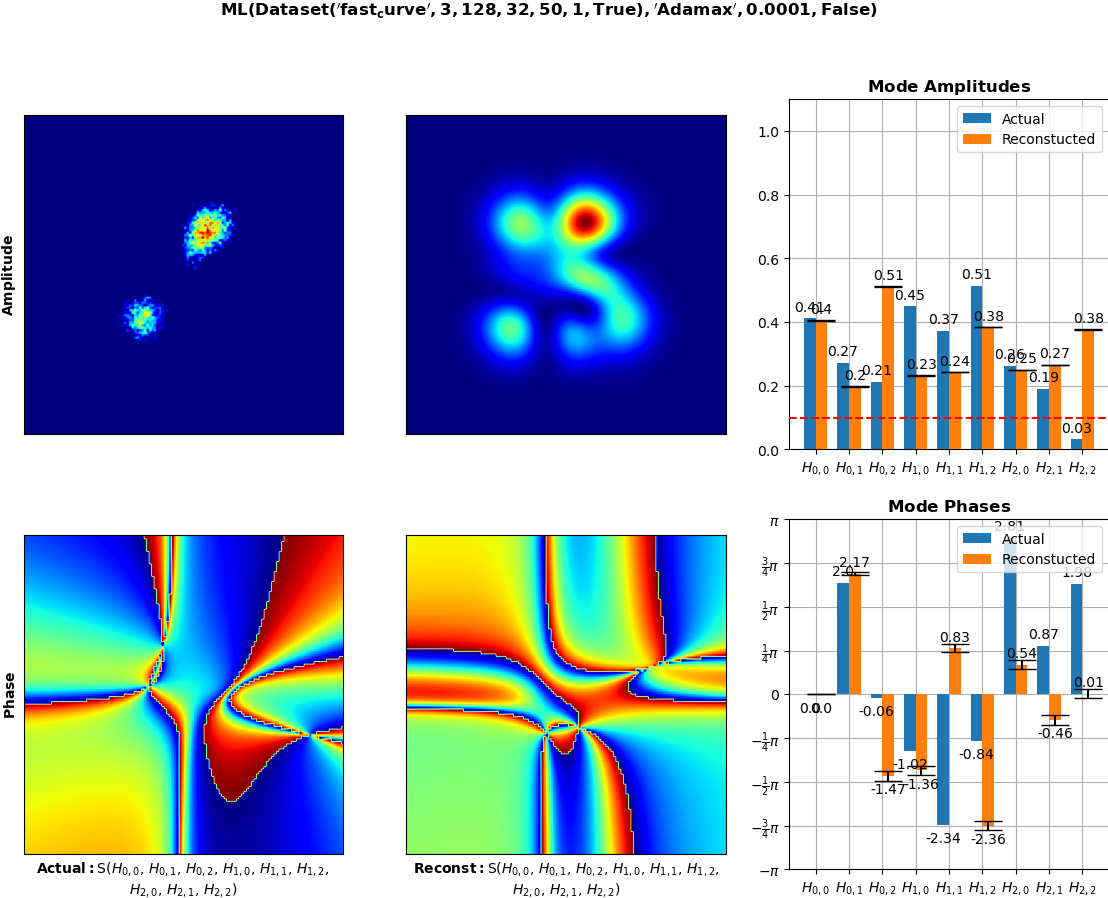 ML(Dataset('fast_curve', 3, 128, 32, 50, 1, True), 'Adamax', 0.0001, False)
Amplitude
Mode Amplitudes
Actual
Reconstucted
1.0
0.8
0.6
0.4
0.2
0.0
0.41 0.4 0.27 0.2 0.21 0.51 0.45 0.23 0.37 0.24 0.51 0.38 0.26 0.25 0.19 0.27 0.03 0.38
H0,0 H0,1 H0,2 H1,0 H1,1 H1,2 H2,0 H2,1 H2,2
Phase
Mode Phases
Actual
Reconstucted
π
3/4π
1/2π
1/4π
0
−1/4π
−1/2π
−3/4π
−π
0.0 0.0 2.0 2.17 -0.06 -1.47 -1.02 -1.36 -2.34 0.83 -0.84 -2.36 2.81 0.54 0.87 -0.46 1.98 0.01
H0,0 H0,1 H0,2 H1,0 H1,1 H1,2 H2,0 H2,1 H2,2
Actual: S(H0,0, H0,1, H0,2, H1,0, H1,1, H1,2,
H2,0, H2,1, H2,2)
Reconst: S(H0,0, H0,1, H0,2, H1,0, H1,1, H1,2,
H2,0, H2,1, H2,2)